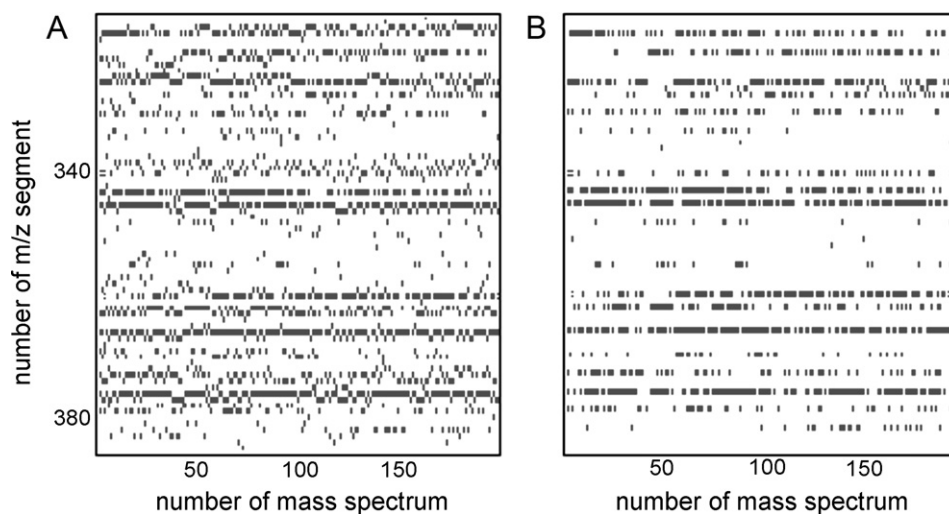 A
B
number of m/z segment
340
380
50 100 150
number of mass spectrum
50 100 150
number of mass spectrum